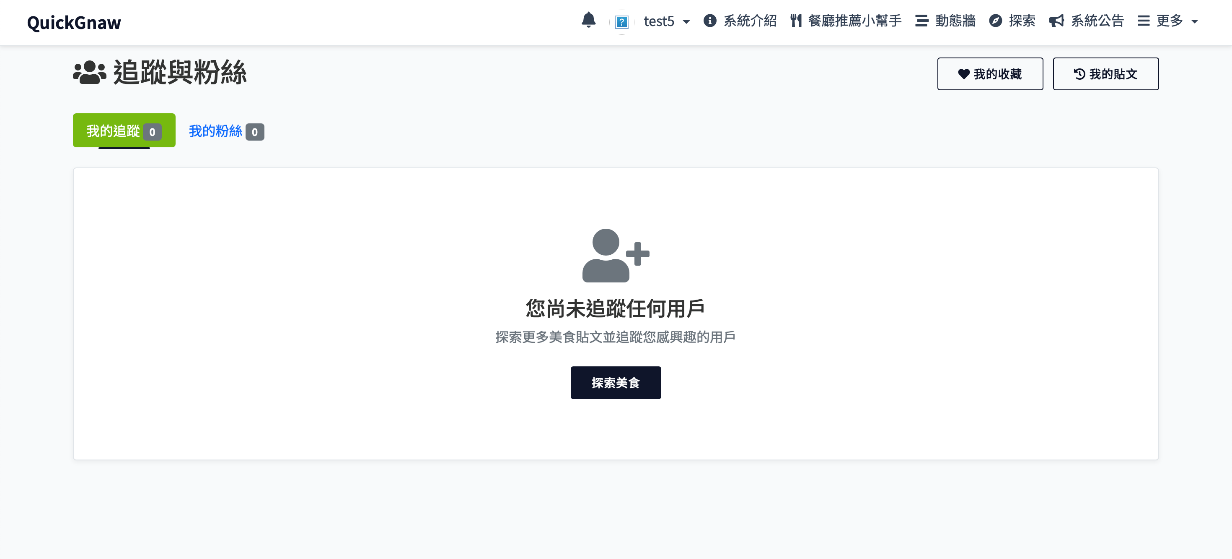 QuickGnaw
test5
系統介紹
餐廳推薦小幫手
動態牆
探索
系統公告
更多
追蹤與粉絲
我的收藏
我的貼文
我的追蹤 0
我的粉絲 0
您尚未追蹤任何用戶
探索更多美食貼文並追蹤您感興趣的用戶
探索美食